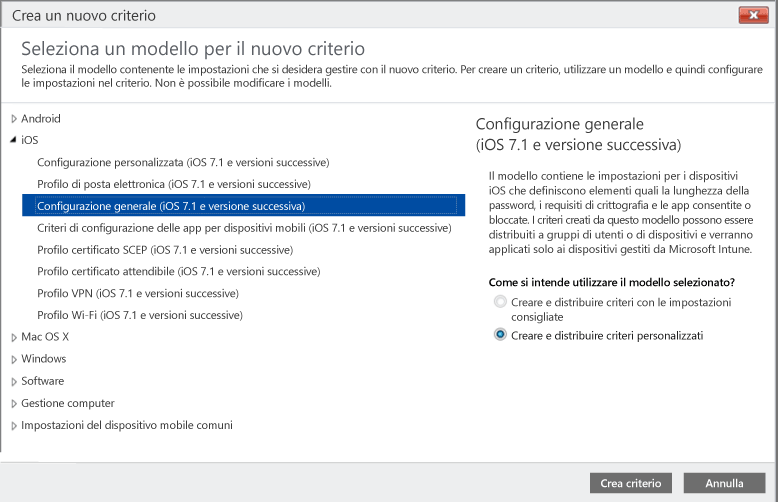 Crea un nuovo criterio
Seleziona un modello per il nuovo criterio
Seleziona il modello contenente le impostazioni che si desidera gestire con il nuovo criterio. Per creare un criterio, utilizzare un modello e quindi configurare
le impostazioni nel criterio. Non è possibile modificare i modelli.
Android
iOS
Configurazione personalizzata (iOS 7.1 e versioni successive)
Profilo di posta elettronica (iOS 7.1 e versioni successive)
Configurazione generale (iOS 7.1 e versione successiva)
Criteri di configurazione delle app per dispositivi mobili (iOS 7.1 e versioni successive)
Profilo certificato SCEP (iOS 7.1 e versioni successive)
Profilo certificato attendibile (iOS 7.1 e versioni successive)
Profilo VPN (iOS 7.1 e versioni successive)
Profilo Wi-Fi (iOS 7.1 e versioni successive)
Mac OS X
Windows
Software
Gestione computer
Impostazioni del dispositivo mobile comuni
Configurazione generale
(iOS 7.1 e versione successiva)
Il modello contiene le impostazioni per i dispositivi
iOS che definiscono elementi quali la lunghezza della
password, i requisiti di crittografia e le app consentite o
bloccate. I criteri creati da questo modello possono essere
distribuiti a gruppi di utenti o di dispositivi e verranno
applicati solo ai dispositivi gestiti da Microsoft Intune.
Come si intende utilizzare il modello selezionato?
Creare e distribuire criteri con le impostazioni
consigliate
Creare e distribuire criteri personalizzati
Crea criterio
Annulla